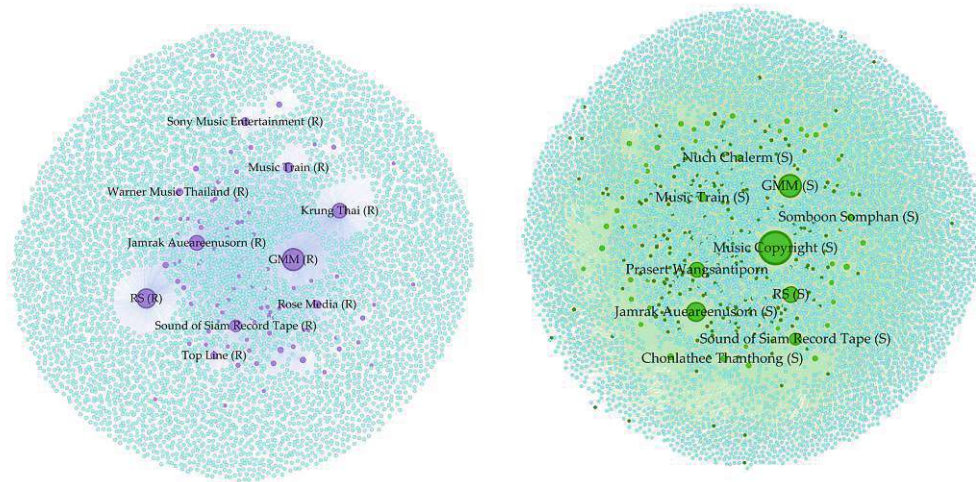 Sony Music Entertainment (R)
Music Train (R)
Warner Music Thailand (R)
Krung Thai (R)
Jamrak Aueareenusorn (R)
GMM (R)
RS (R)
Rose Media (R)
Sound of Siam Record Tape (R)
Top Line (R)
Nuch Chalerm (S)
GMM (S)
Music Train (S)
Somboon Somphan (S)
Music Copyright (S)
Prasert Wangsantiporn
RS (S)
Jamrak Aueareenusorn (S)
Sound of Siam Record Tape (S)
Chonlathee Thanthong (S)